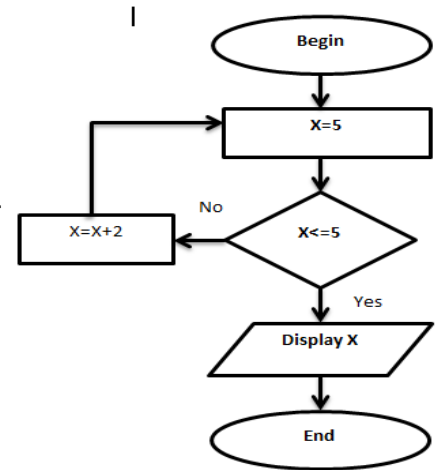 Begin
X=5
X<=5
No
X=X+2
Yes
Display X
End